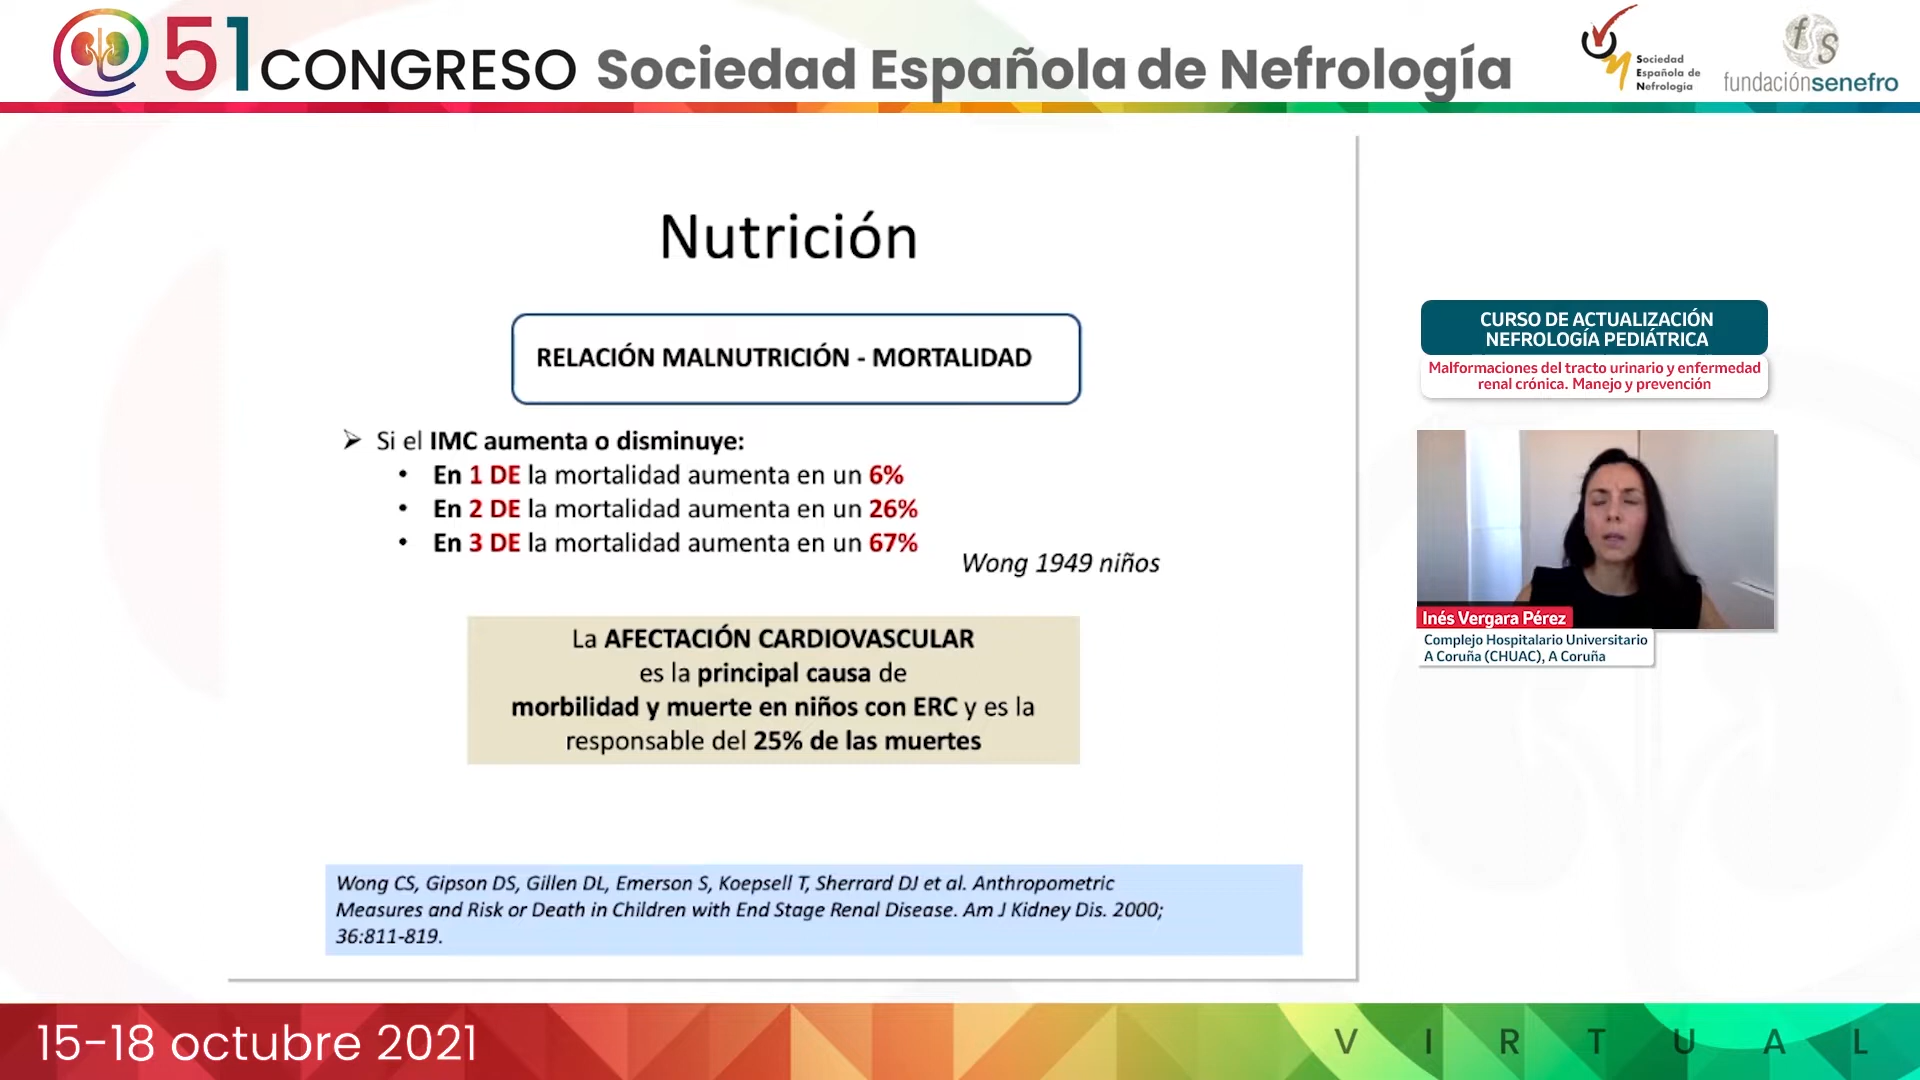 @51 CONGRESO Sociedad Española de Nefrología
Sociedad
Española de
Nefrología
fs
fundaciónsenefro
Nutrición
RELACIÓN MALNUTRICIÓN - MORTALIDAD
➢ Si el IMC aumenta o disminuye:
• En 1 DE la mortalidad aumenta en un 6%
• En 2 DE la mortalidad aumenta en un 26%
• En 3 DE la mortalidad aumenta en un 67%
Wong 1949 niños
La AFECTACIÓN CARDIOVASCULAR
es la principal causa de
morbilidad y muerte en niños con ERC y es la
responsable del 25% de las muertes
Wong CS, Gipson DS, Gillen DL, Emerson S, Koepsell T, Sherrard DJ et al. Anthropometric
Measures and Risk or Death in Children with End Stage Renal Disease. Am J Kidney Dis. 2000;
36:811-819.
CURSO DE ACTUALIZACIÓN
NEFROLOGÍA PEDIÁTRICA
Malformaciones del tracto urinario y enfermedad
renal crónica. Manejo y prevención
Inés Vergara Pérez
Complejo Hospitalario Universitario
A Coruña (CHUAC), A Coruña
15-18 octubre 2021
VIRTUAL